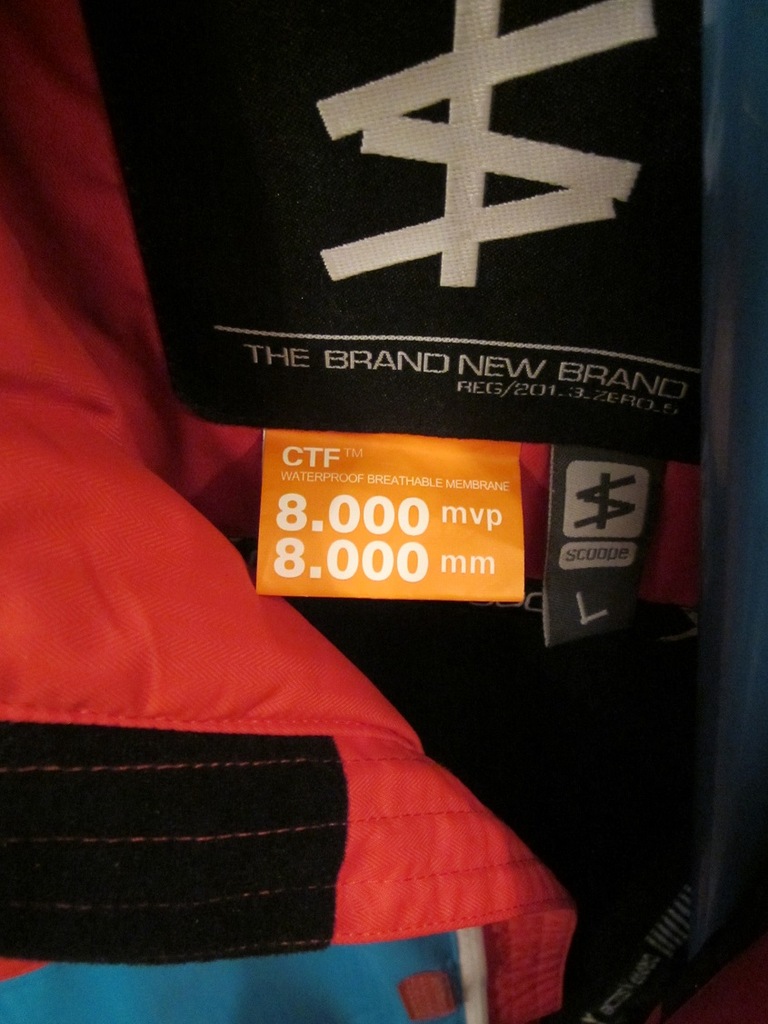 THE BRAND NEW BRAND
REG/201.3.ZERO.5
CTF™
WATERPROOF BREATHABLE MEMBRANE
8.000 mvp
8.000 mm
scoope
L